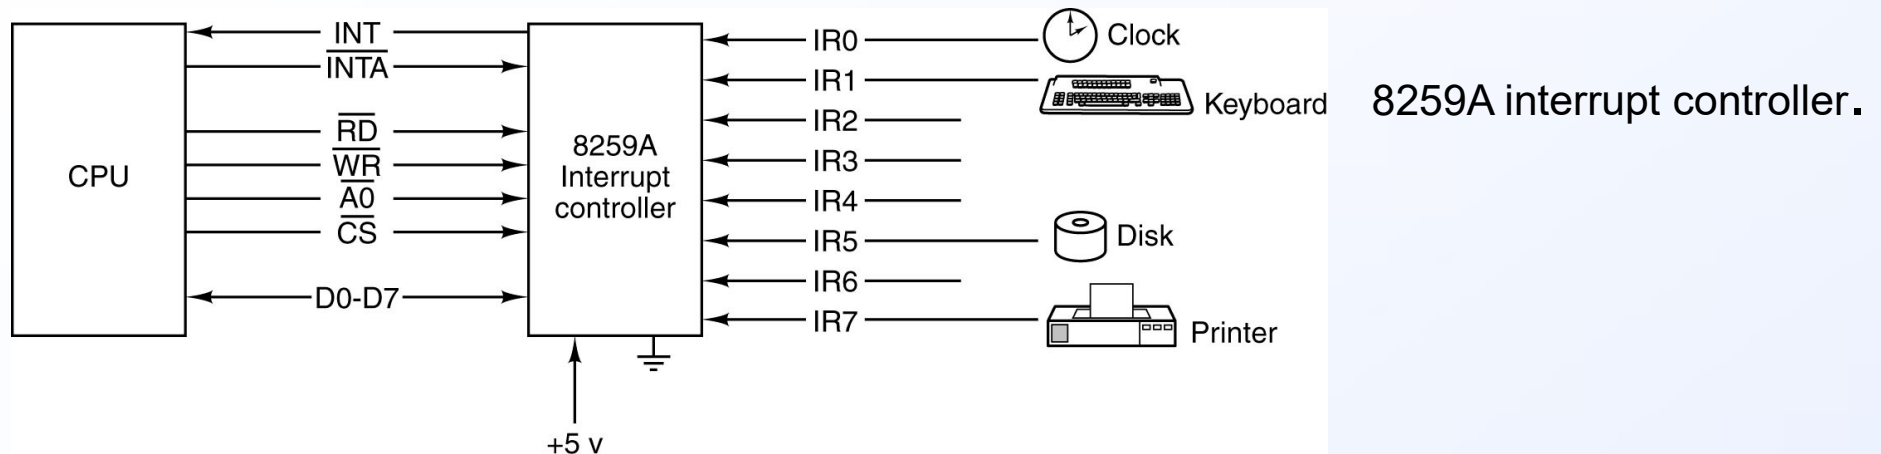 INT
INTA
RD
WR
A0
CS
D0-D7
CPU
8259A
Interrupt
controller
+5 v
IR0
IR1
IR2
IR3
IR4
IR5
IR6
IR7
Clock
Keyboard
Disk
Printer
8259A interrupt controller.